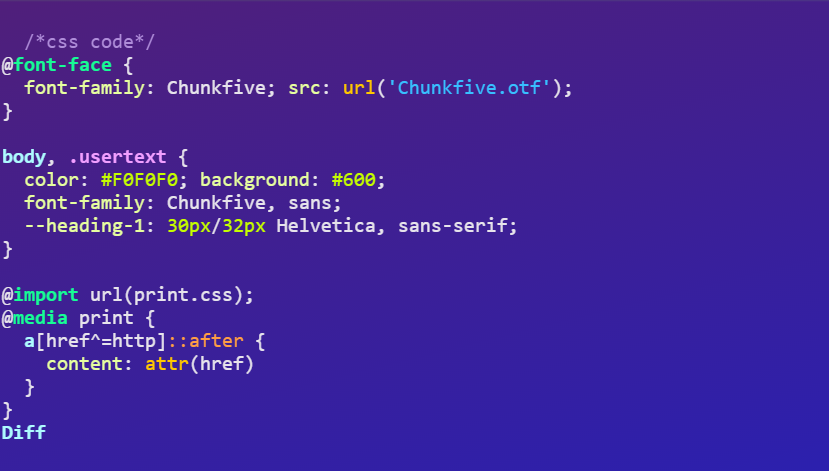 /*css code*/
@font-face {
font-family: Chunkfive; src: url('Chunkfive.otf');
}
body, .usertext {
color: #F0F0F0; background: #600;
font-family: Chunkfive, sans;
--heading-1: 30px/32px Helvetica, sans-serif;
}
@import url(print.css);
@media print {
a[href^=http]::after {
content: attr(href)
}
}
Diff